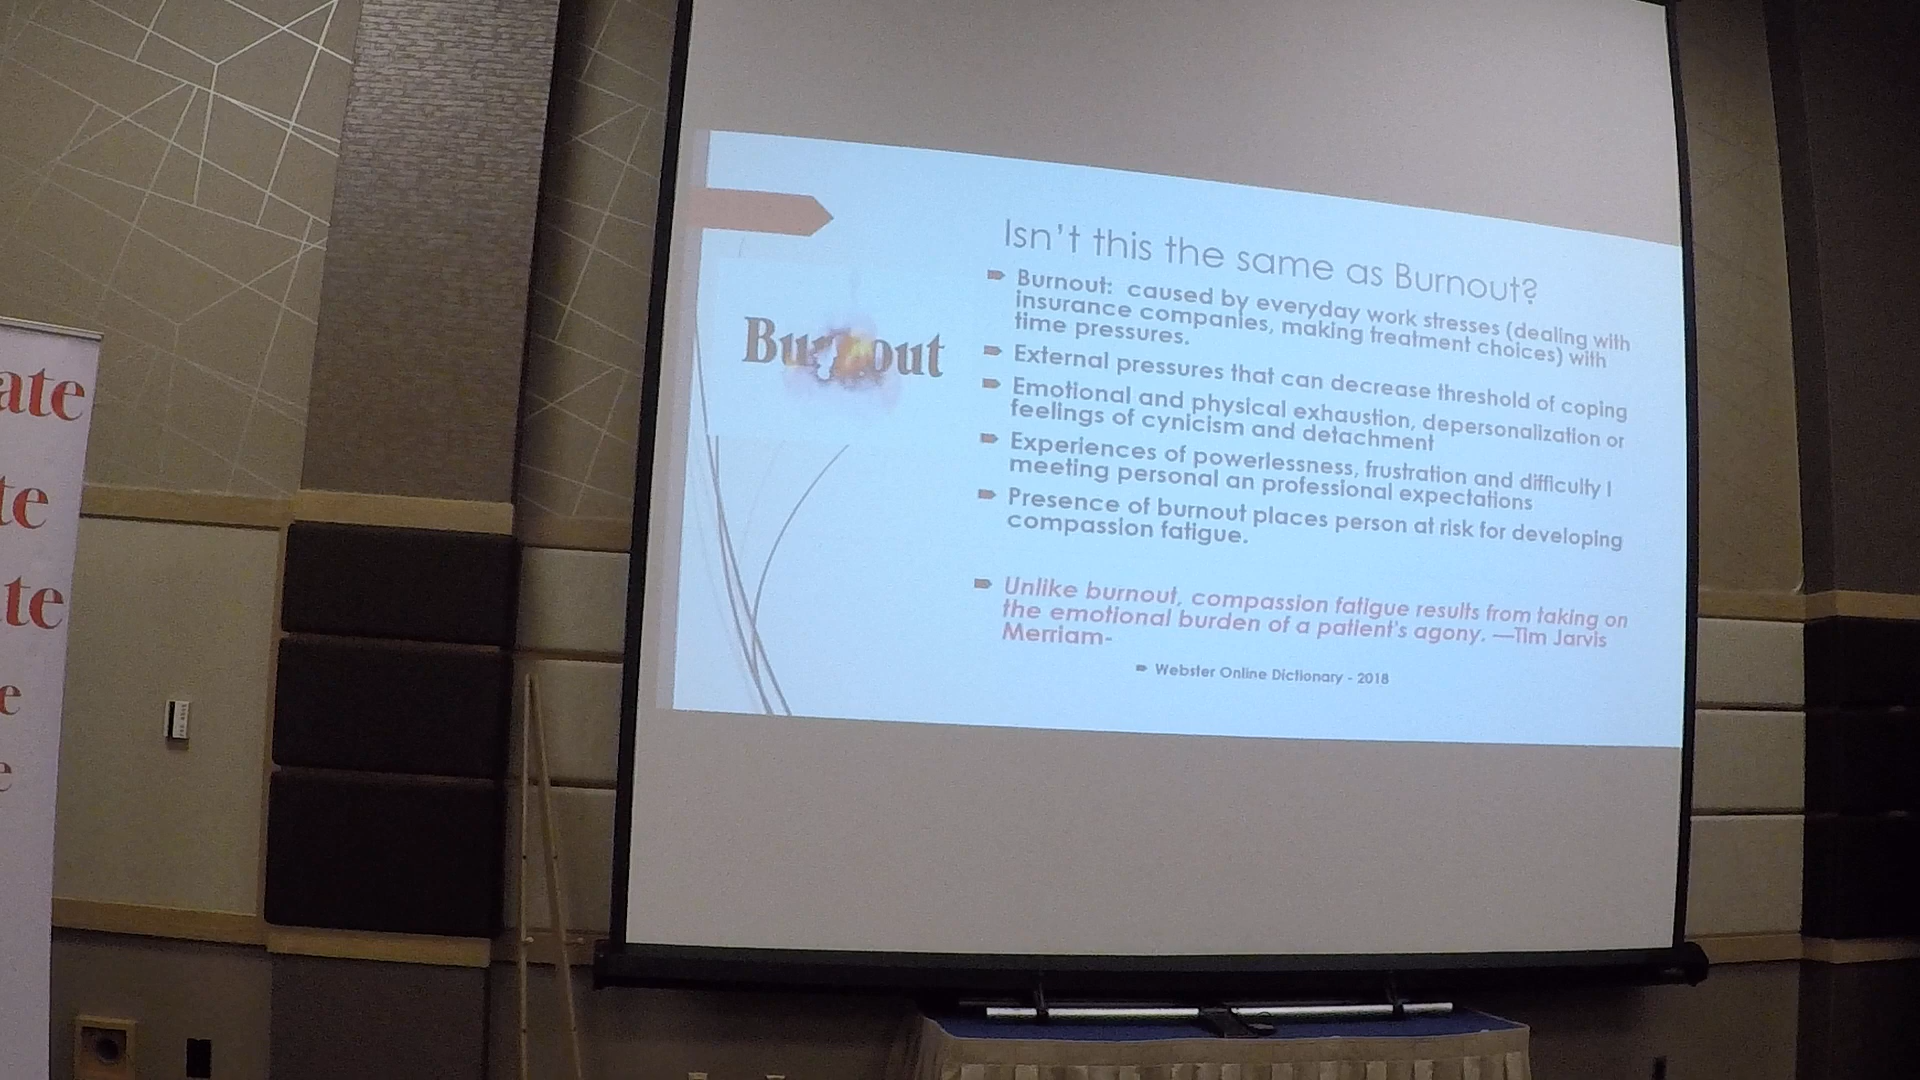 Isn't this the same as Burnout?
Burnout: caused by everyday work stresses (dealing with
insurance companies, making treatment choices) with
time pressures.
External pressures that can decrease threshold of coping
Emotional and physical exhaustion, depersonalization or
feelings of cynicism and detachment
Experiences of powerlessness, frustration and difficulty I
meeting personal an professional expectations
Presence of burnout places person at risk for developing
compassion fatigue.
Unlike burnout, compassion fatigue results from taking on
the emotional burden of a patient's agony. —Tim Jarvis
Merriam-
Webster Online Dictionary - 2018
Burnout
ate
te
te
e
e